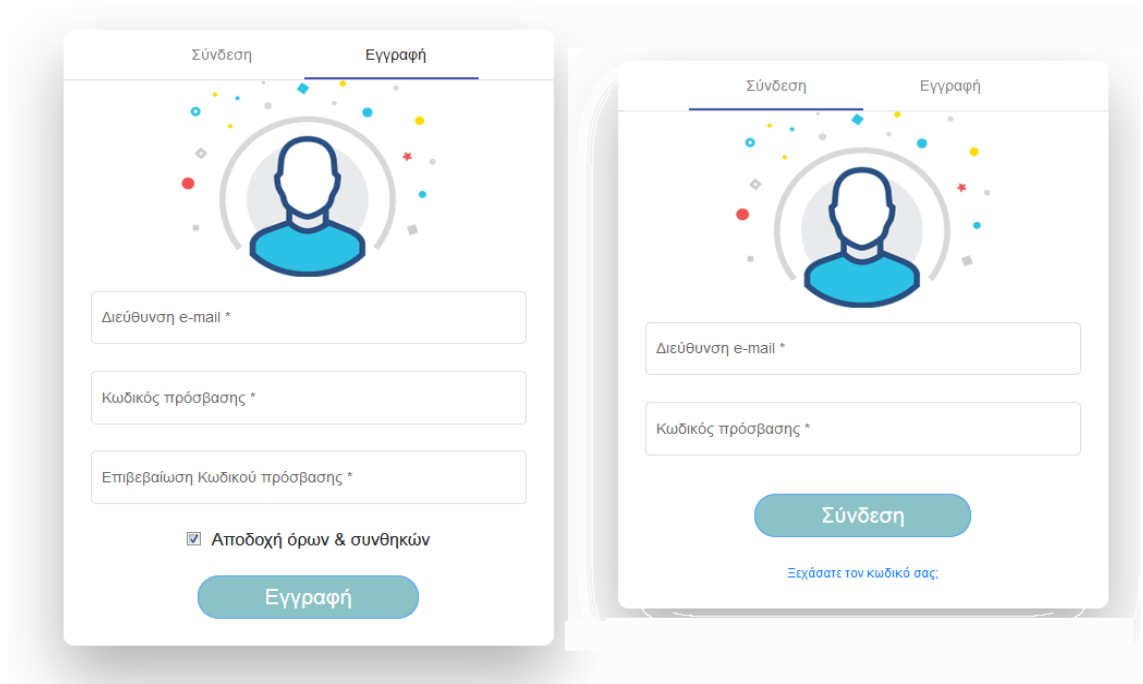 Σύνδεση Εγγραφή
Διεύθυνση e-mail *
Κωδικός πρόσβασης *
Επιβεβαίωση Κωδικού πρόσβασης *
Αποδοχή όρων & συνθηκών
Εγγραφή
Σύνδεση Εγγραφή
Διεύθυνση e-mail *
Κωδικός πρόσβασης *
Σύνδεση
Ξεχάσατε τον κωδικό σας;